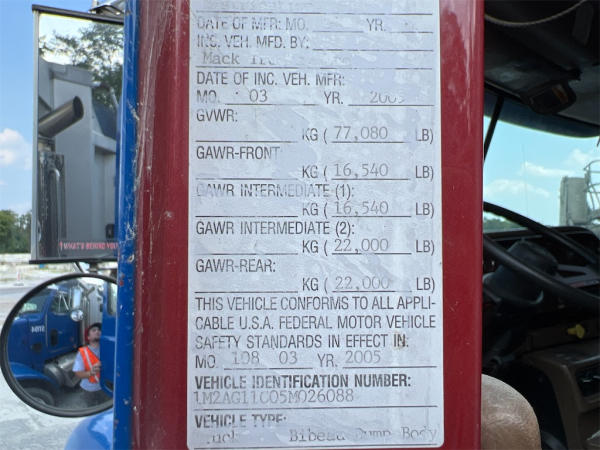 DATE OF MFR: MO. YR.
INC. VEH. MFD. BY:
Mack
DATE OF INC. VEH. MFR:
MO. 03 YR. 2005
GVWR:
KG ( 77,080 LB)
GAWR-FRONT:
KG ( 16,540 LB)
GAWR INTERMEDIATE (1):
KG ( 16,540 LB)
GAWR INTERMEDIATE (2):
KG ( 22,000 LB)
GAWR-REAR:
KG ( 22,000 LB)
THIS VEHICLE CONFORMS TO ALL APPLI-
CABLE U.S.A. FEDERAL MOTOR VEHICLE
SAFETY STANDARDS IN EFFECT IN:
MO. 108 03 YR. 2005
VEHICLE IDENTIFICATION NUMBER:
1M2AG11C05M026088
VEHICLE TYPE:
Bibeau Dump Body
WHAT'S BEHIND YOU